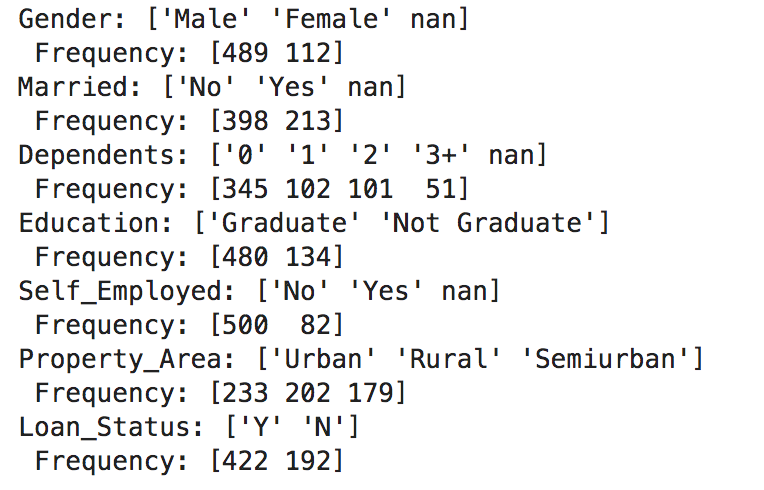 Gender: ['Male' 'Female' nan]
 Frequency: [489 112]
Married: ['No' 'Yes' nan]
 Frequency: [398 213]
Dependents: ['0' '1' '2' '3+' nan]
 Frequency: [345 102 101  51]
Education: ['Graduate' 'Not Graduate']
 Frequency: [480 134]
Self_Employed: ['No' 'Yes' nan]
 Frequency: [500  82]
Property_Area: ['Urban' 'Rural' 'Semiurban']
 Frequency: [233 202 179]
Loan_Status: ['Y' 'N']
 Frequency: [422 192]